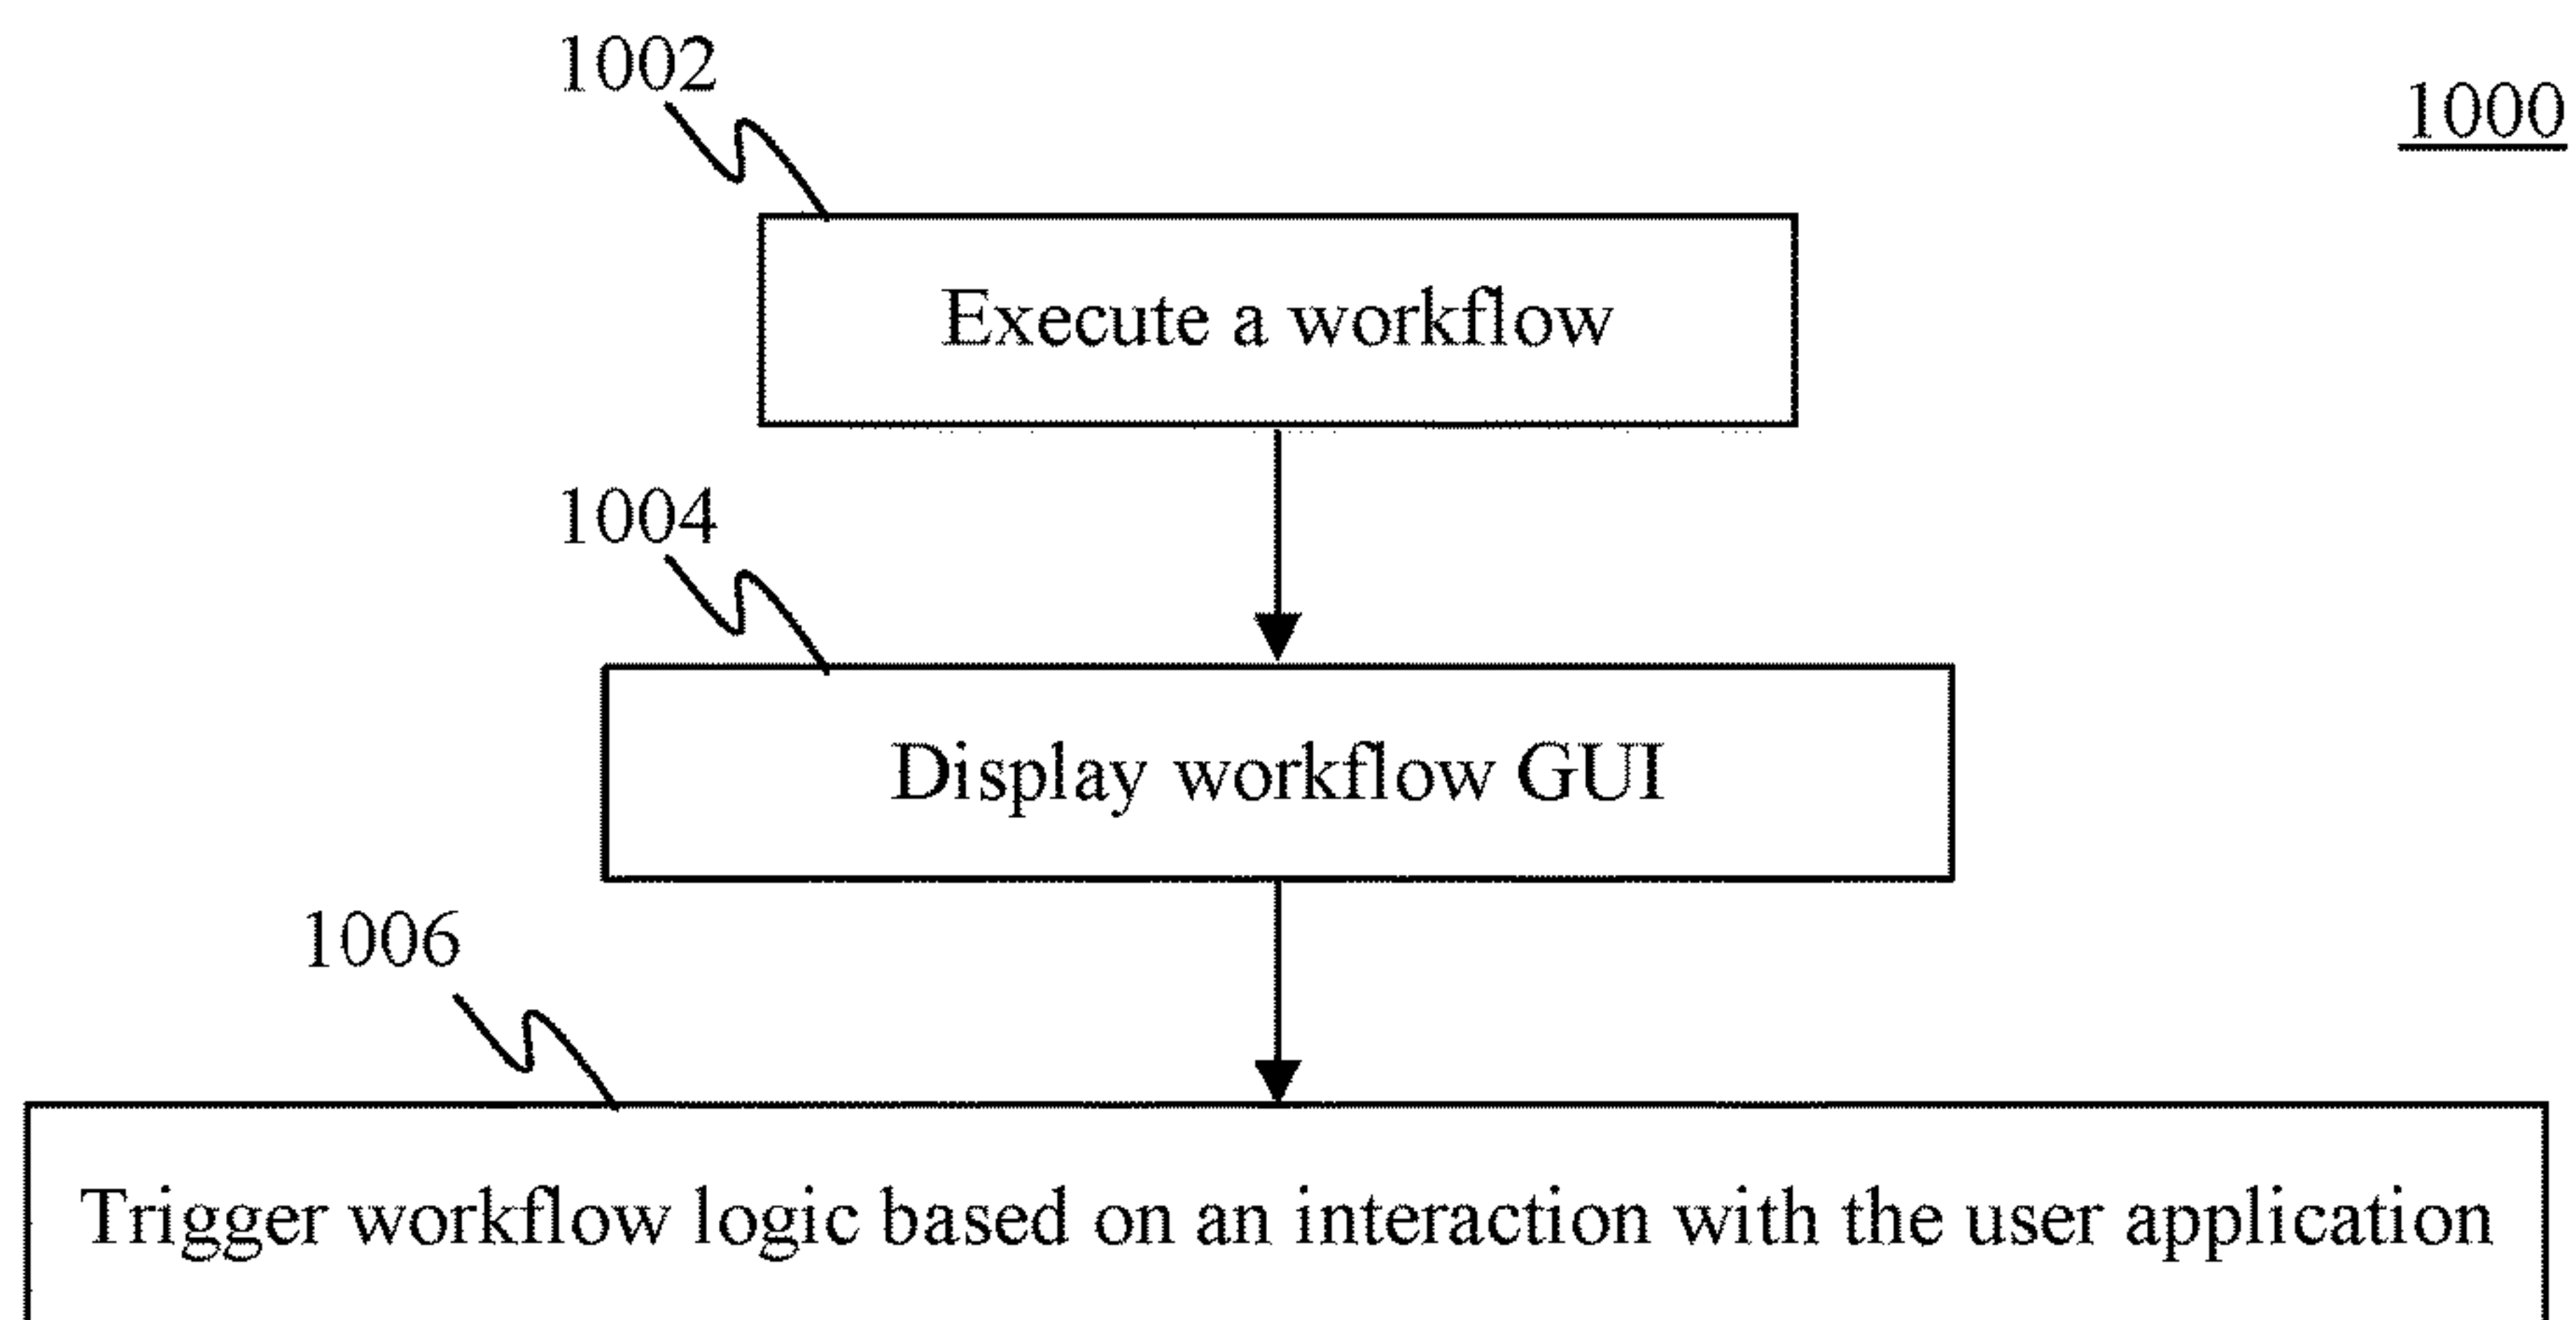 1002
1000
Execute a workflow
1004
Display workflow GUI
1006
Trigger workflow logic based on an interaction with the user application